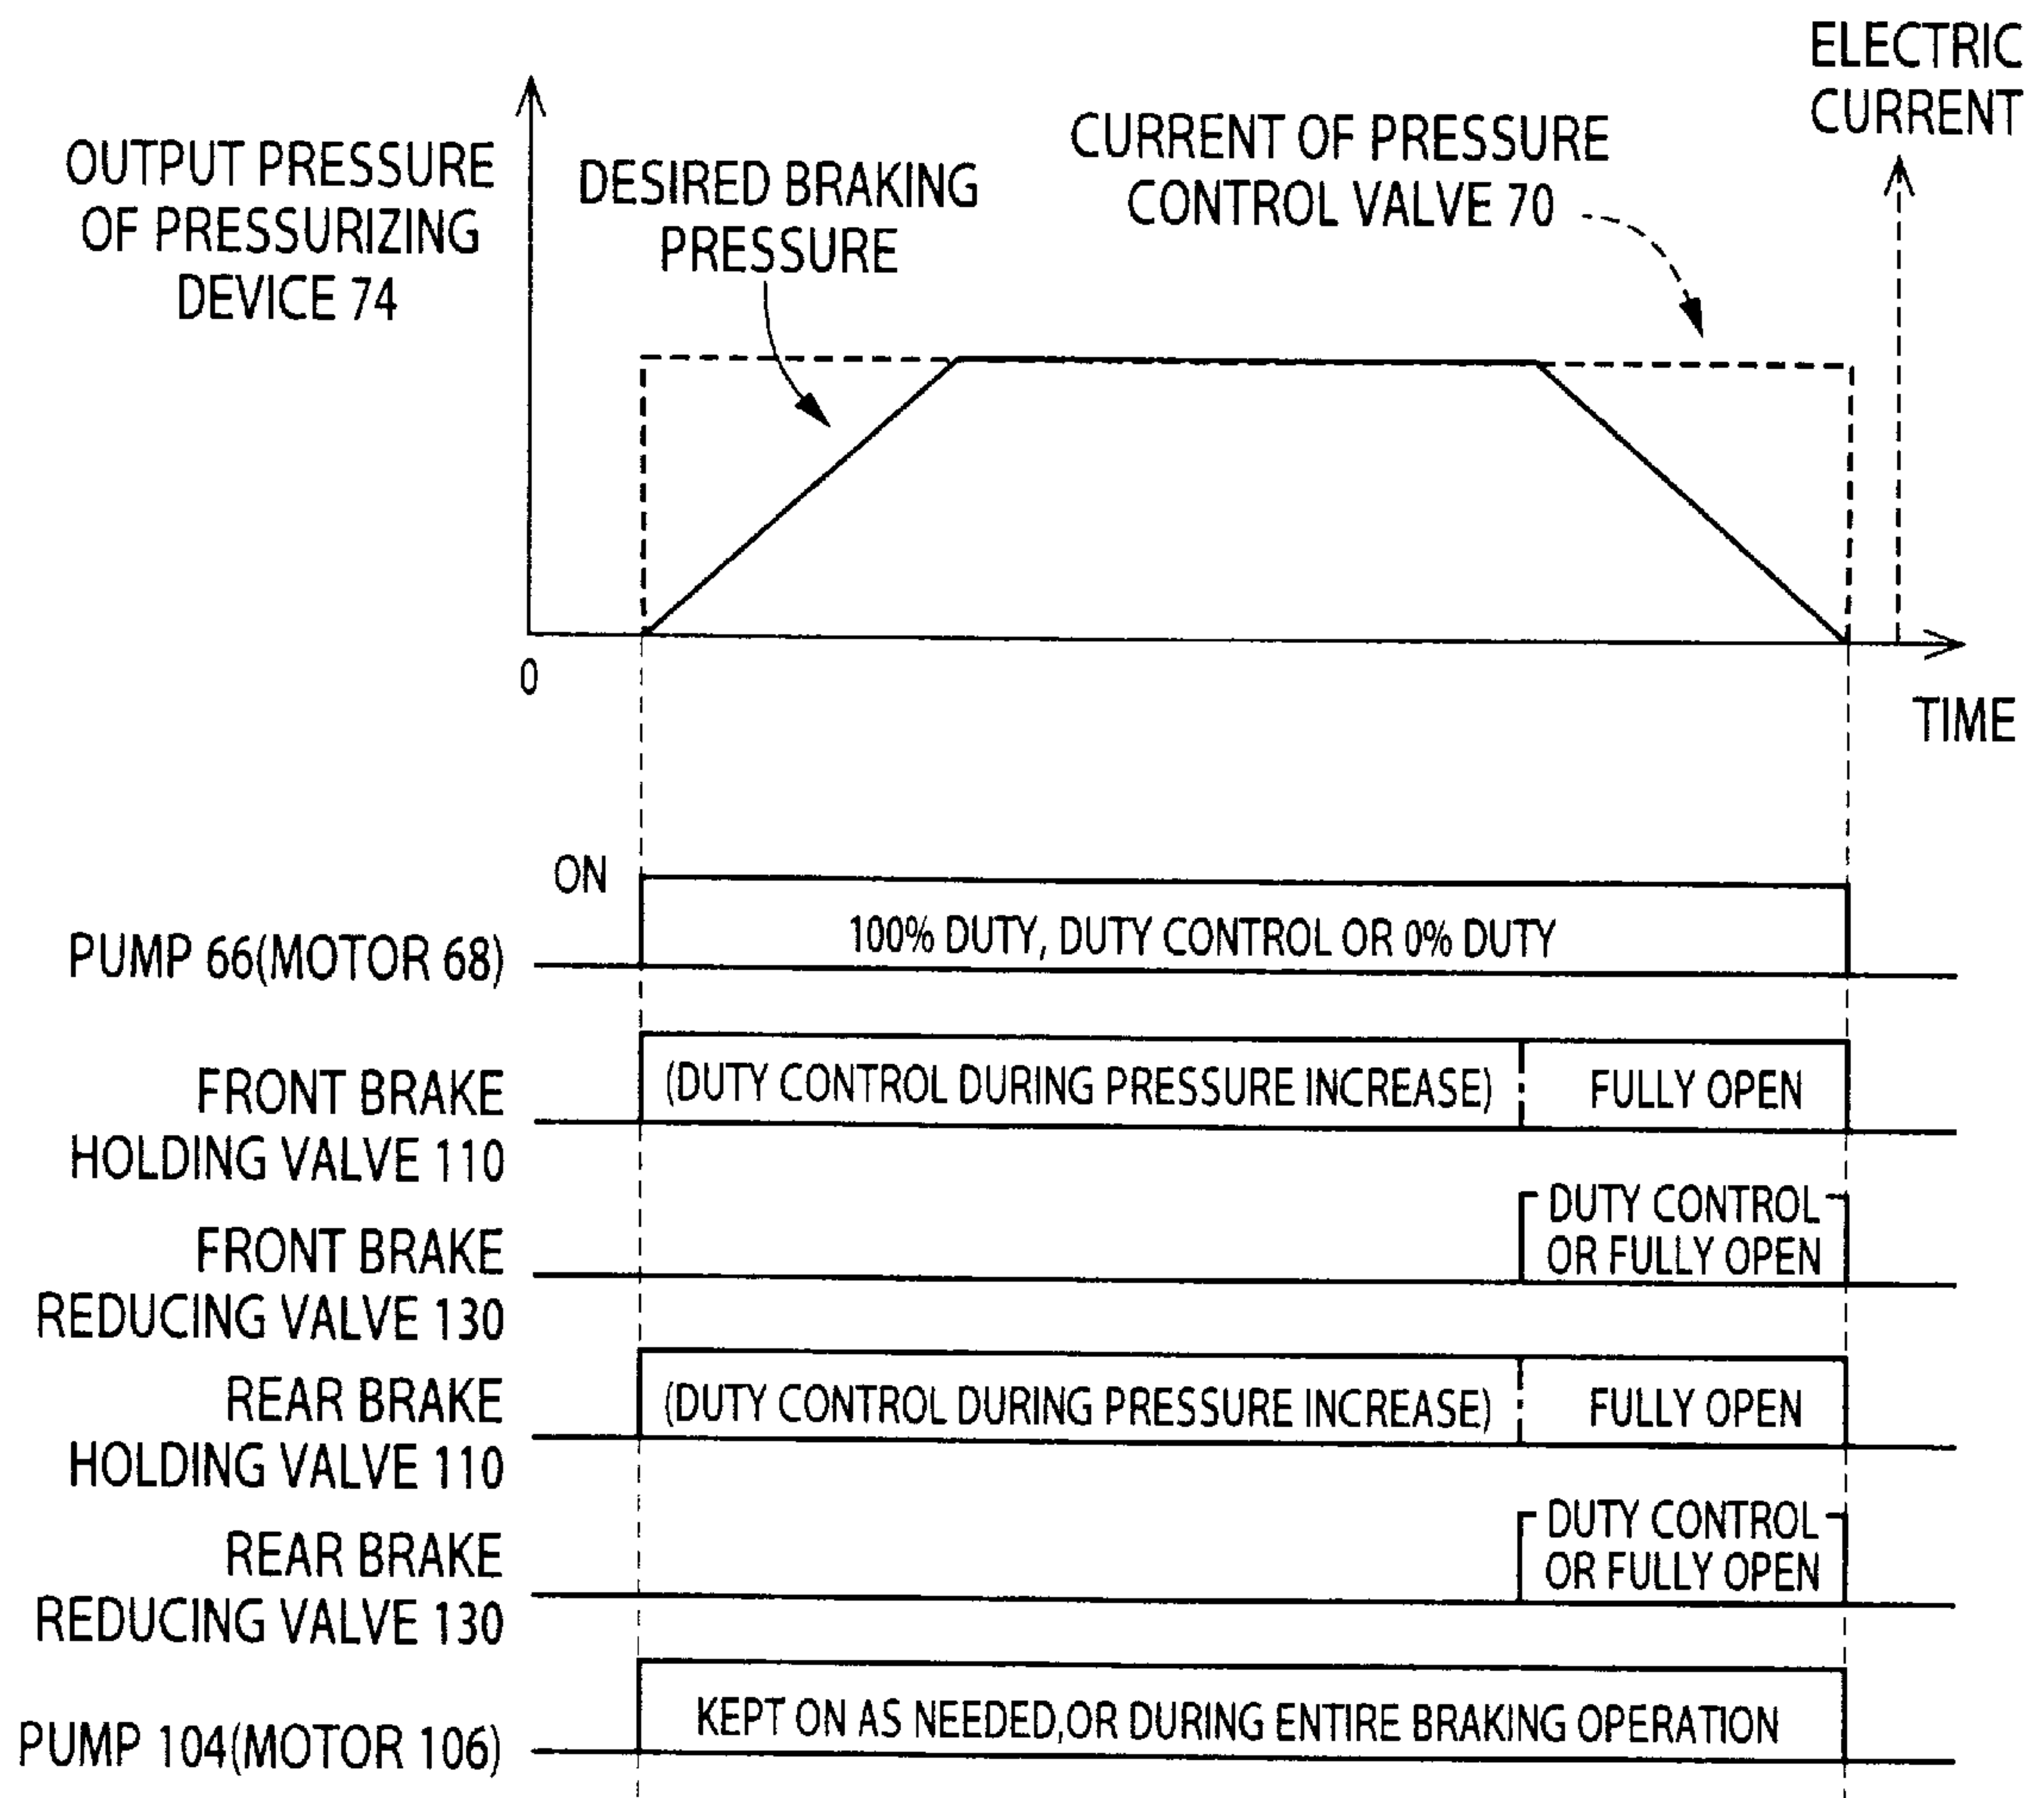 ELECTRIC
CURRENT
OUTPUT PRESSURE
OF PRESSURIZING
DEVICE 74
DESIRED BRAKING
PRESSURE
CURRENT OF PRESSURE
CONTROL VALVE 70
0
TIME
ON
PUMP 66(MOTOR 68)
100% DUTY, DUTY CONTROL OR 0% DUTY
FRONT BRAKE
HOLDING VALVE 110
(DUTY CONTROL DURING PRESSURE INCREASE)
FULLY OPEN
FRONT BRAKE
REDUCING VALVE 130
DUTY CONTROL
OR FULLY OPEN
REAR BRAKE
HOLDING VALVE 110
(DUTY CONTROL DURING PRESSURE INCREASE)
FULLY OPEN
REAR BRAKE
REDUCING VALVE 130
DUTY CONTROL
OR FULLY OPEN
PUMP 104(MOTOR 106)
KEPT ON AS NEEDED,OR DURING ENTIRE BRAKING OPERATION